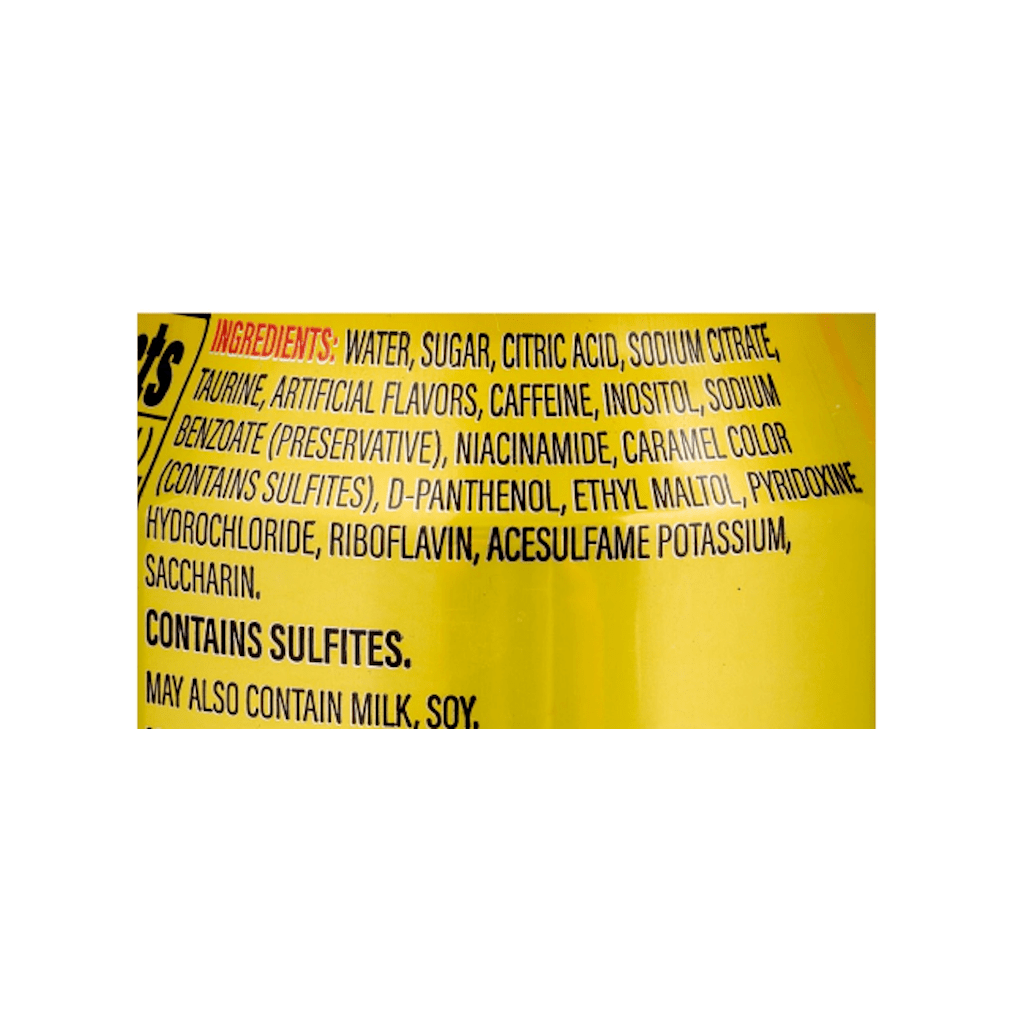 ts
INGREDIENTS: WATER, SUGAR, CITRIC ACID, SODIUM CITRATE,
TAURINE, ARTIFICIAL FLAVORS, CAFFEINE, INOSITOL, SODIUM
BENZOATE (PRESERVATIVE), NIACINAMIDE, CARAMEL COLOR
(CONTAINS SULFITES), D-PANTHENOL, ETHYL MALTOL, PYRIDOXINE
HYDROCHLORIDE, RIBOFLAVIN, ACESULFAME POTASSIUM,
SACCHARIN.
CONTAINS SULFITES.
MAY ALSO CONTAIN MILK, SOY.